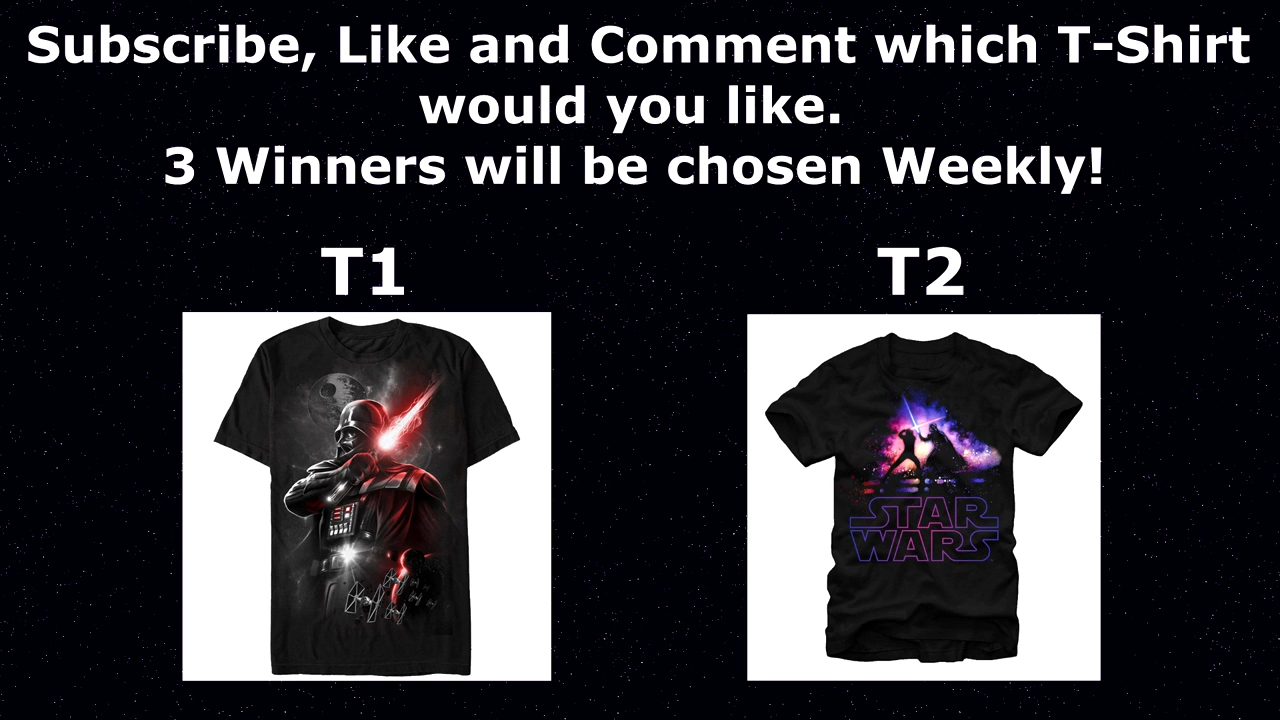 Subscribe, Like and Comment which T-Shirt
would you like.
3 Winners will be chosen Weekly!
T1
T2
STAR
WARS